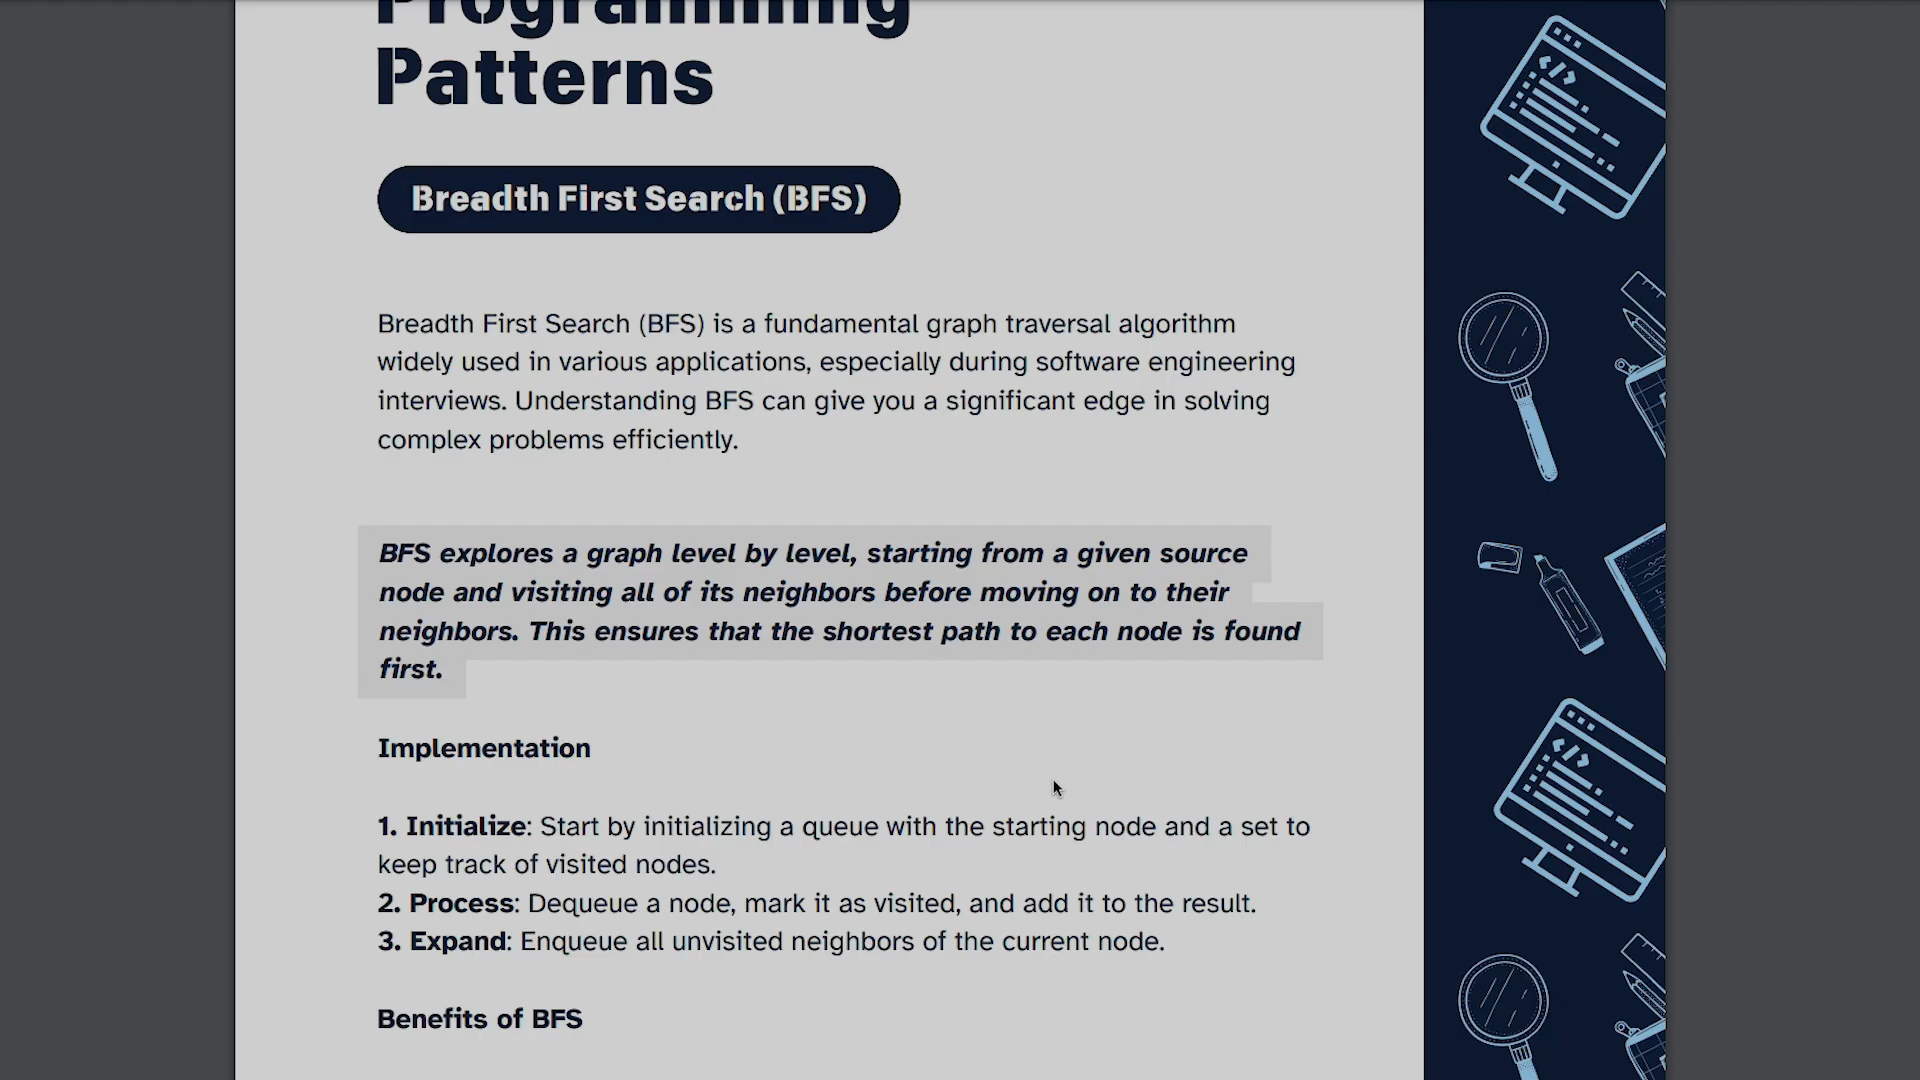 Programming
Patterns
Breadth First Search (BFS)
Breadth First Search (BFS) is a fundamental graph traversal algorithm
widely used in various applications, especially during software engineering
interviews. Understanding BFS can give you a significant edge in solving
complex problems efficiently.
BFS explores a graph level by level, starting from a given source
node and visiting all of its neighbors before moving on to their
neighbors. This ensures that the shortest path to each node is found
first.
Implementation
1. Initialize: Start by initializing a queue with the starting node and a set to
keep track of visited nodes.
2. Process: Dequeue a node, mark it as visited, and add it to the result.
3. Expand: Enqueue all unvisited neighbors of the current node.
Benefits of BFS